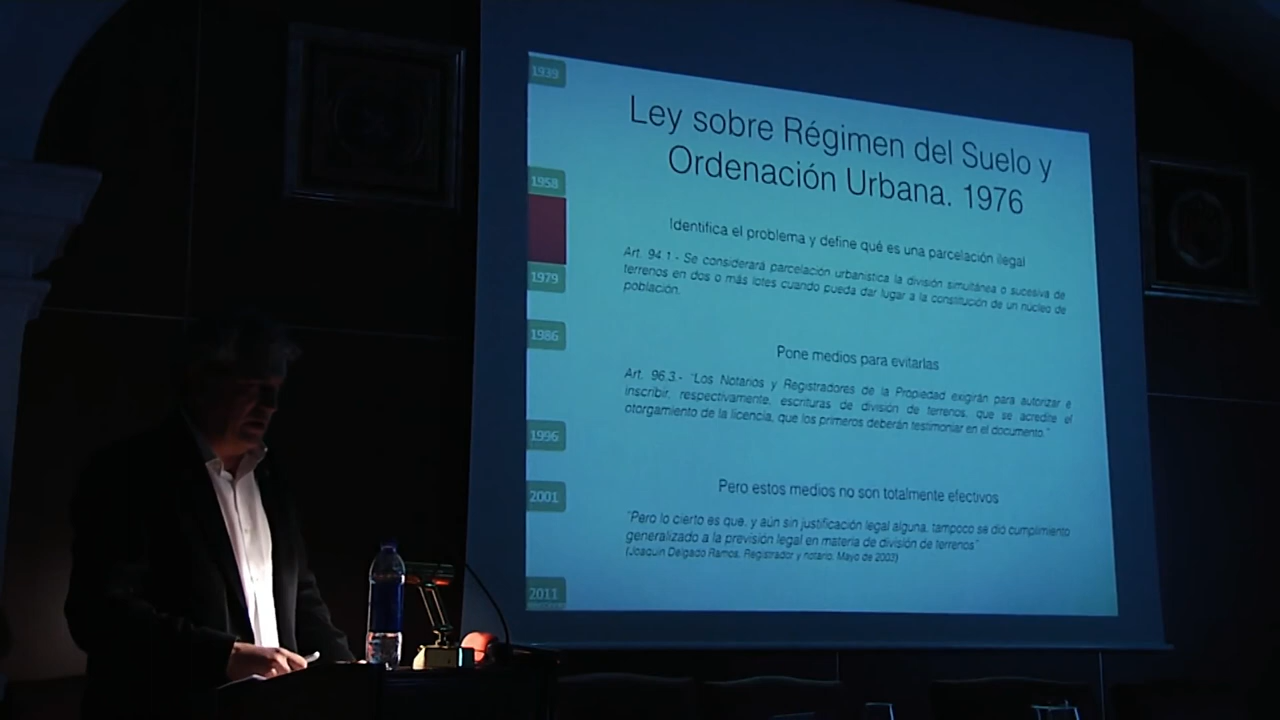 1939
1958
1979
1986
1996
2001
2011
Ley sobre Régimen del Suelo y
Ordenación Urbana. 1976
Identifica el problema y define qué es una parcelación ilegal
Art. 94.1.- Se considerará parcelación urbanística la división simultánea o sucesiva de
terrenos en dos o más lotes cuando pueda dar lugar a la constitución de un núcleo de
población.
Pone medios para evitarlas
Art. 96.3.- "Los Notarios y Registradores de la Propiedad exigirán para autorizar e
inscribir, respectivamente, escrituras de división de terrenos, que se acredite el
otorgamiento de la licencia, que los primeros deberán testimoniar en el documento."
Pero estos medios no son totalmente efectivos
"Pero lo cierto es que, y aún sin justificación legal alguna, tampoco se dio cumplimiento
generalizado a la previsión legal en materia de división de terrenos"
(Joaquín Delgado Ramos, Registrador y notario. Mayo de 2003)